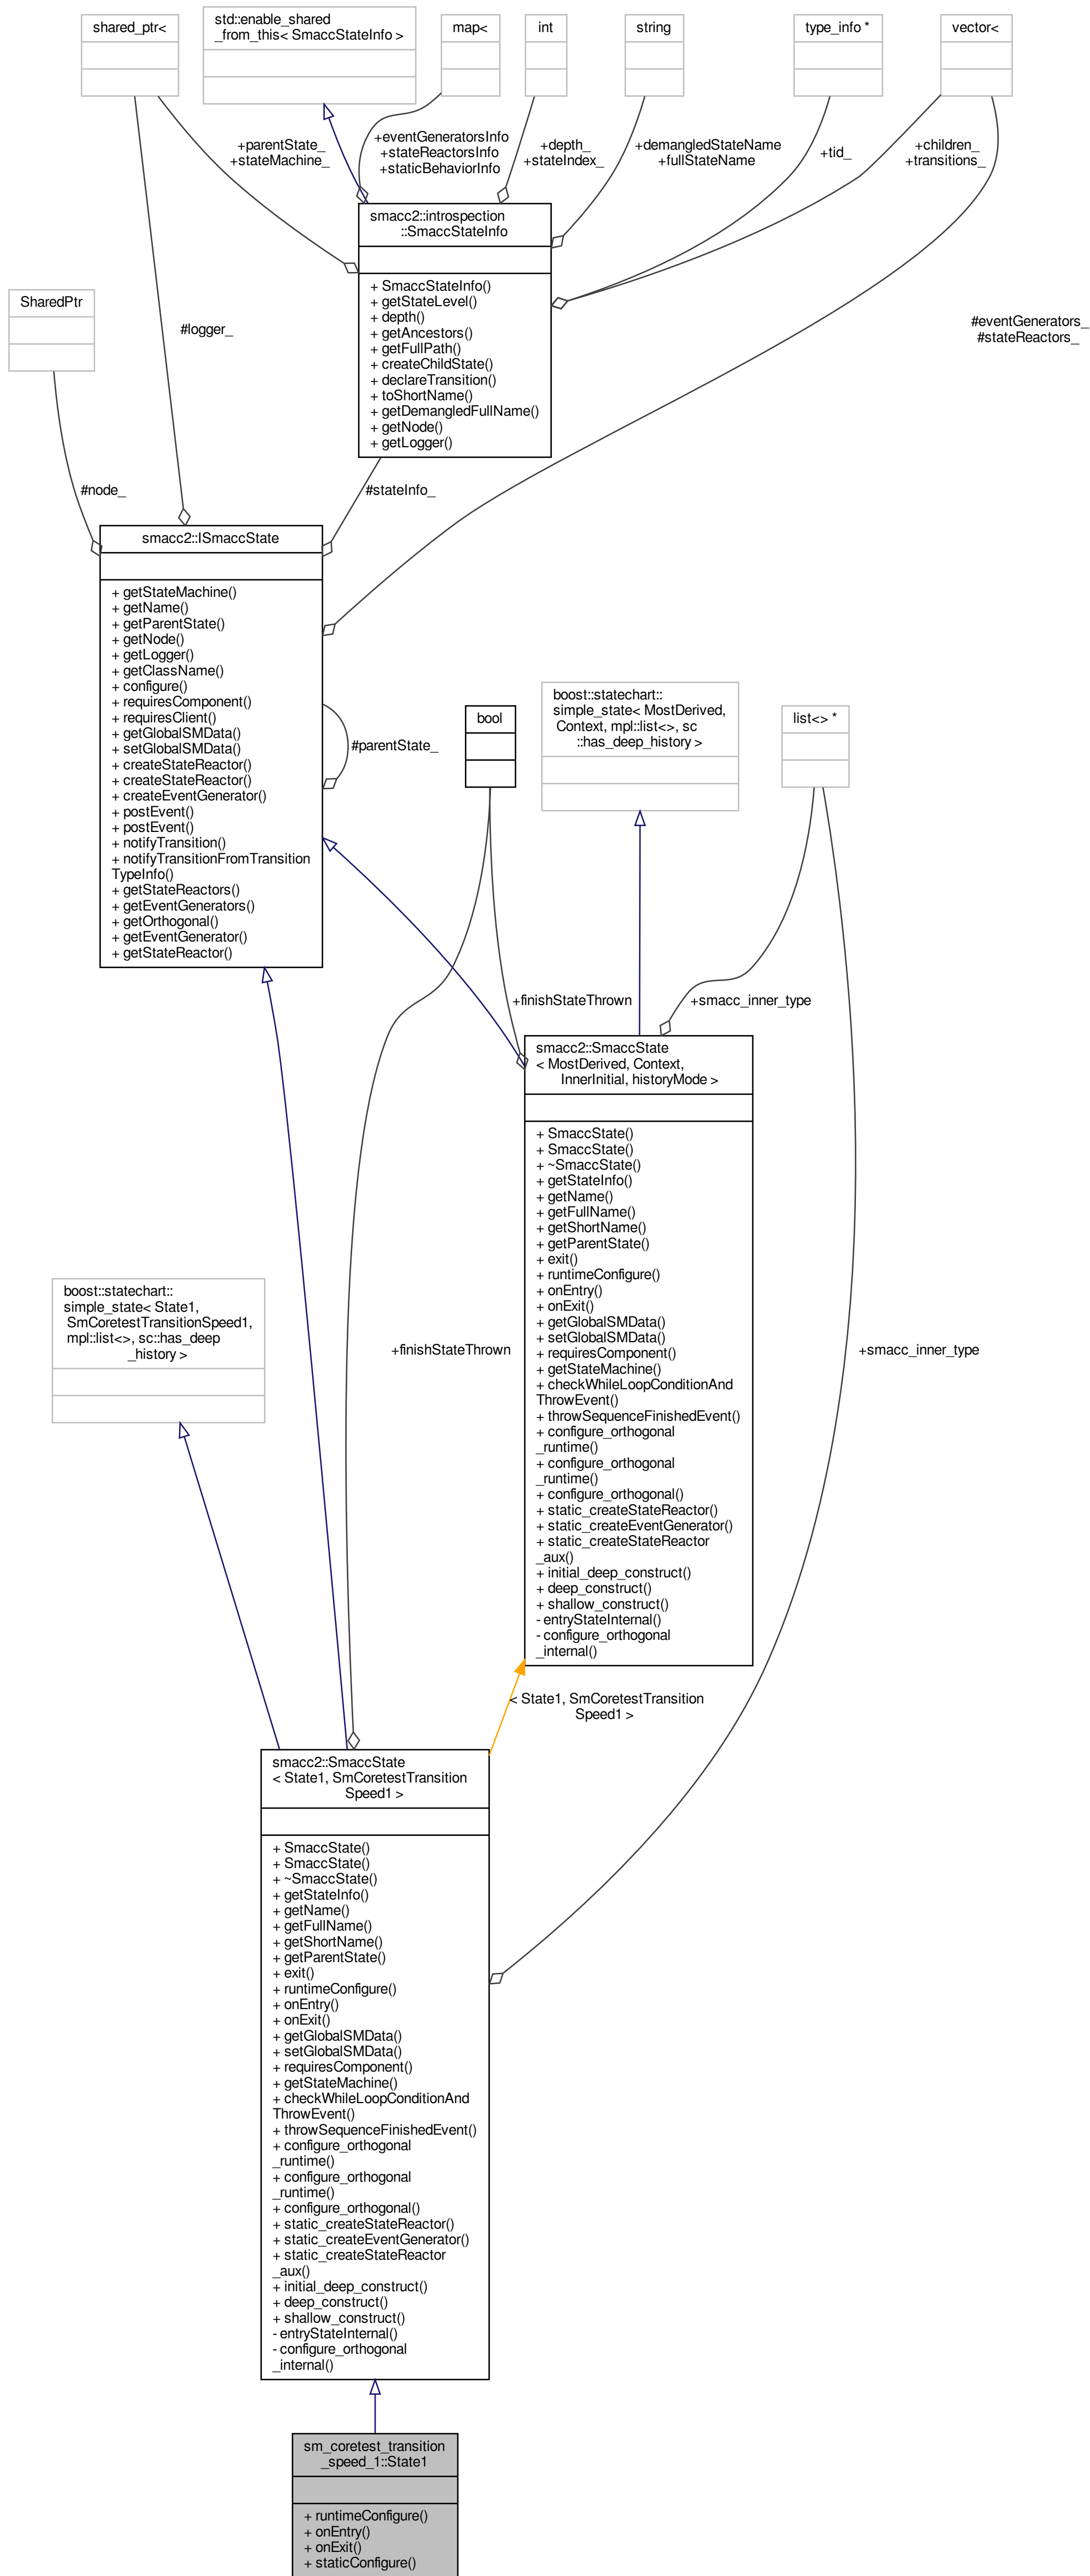 shared_ptr<
std::enable_shared
_from_this< SmaccStateInfo >
map<
int
string
type_info *
vector<
+parentState_
+stateMachine_
+eventGeneratorsInfo
+stateReactorsInfo
+staticBehaviorInfo
+depth_
+stateIndex_
+demangledStateName
+fullStateName
+tid_
+children_
+transitions_
smacc2::introspection
::SmaccStateInfo
+ SmaccStateInfo()
+ getStateLevel()
+ depth()
+ getAncestors()
+ getFullPath()
+ createChildState()
+ declareTransition()
+ toShortName()
+ getDemangledFullName()
+ getNode()
+ getLogger()
SharedPtr
#logger_
#eventGenerators_
#stateReactors_
#node_
#stateInfo_
smacc2::ISmaccState
+ getStateMachine()
+ getName()
+ getParentState()
+ getNode()
+ getLogger()
+ getClassName()
+ configure()
+ requiresComponent()
+ requiresClient()
+ getGlobalSMData()
+ setGlobalSMData()
+ createStateReactor()
+ createStateReactor()
+ createEventGenerator()
+ postEvent()
+ postEvent()
+ notifyTransition()
+ notifyTransitionFromTransition
TypeInfo()
+ getStateReactors()
+ getEventGenerators()
+ getOrthogonal()
+ getEventGenerator()
+ getStateReactor()
#parentState_
bool
boost::statechart::
simple_state< MostDerived,
Context, mpl::list<>, sc
::has_deep_history >
list<> *
+finishStateThrown
+smacc_inner_type
smacc2::SmaccState
< MostDerived, Context,
InnerInitial, historyMode >
+ SmaccState()
+ SmaccState()
+ ~SmaccState()
+ getStateInfo()
+ getName()
+ getFullName()
+ getShortName()
+ getParentState()
+ exit()
+ runtimeConfigure()
+ onEntry()
+ onExit()
+ getGlobalSMData()
+ setGlobalSMData()
+ requiresComponent()
+ getStateMachine()
+ checkWhileLoopConditionAnd
ThrowEvent()
+ throwSequenceFinishedEvent()
+ configure_orthogonal
_runtime()
+ configure_orthogonal
_runtime()
+ configure_orthogonal()
+ static_createStateReactor()
+ static_createEventGenerator()
+ static_createStateReactor
_aux()
+ initial_deep_construct()
+ deep_construct()
+ shallow_construct()
- entryStateInternal()
- configure_orthogonal
_internal()
boost::statechart::
simple_state< State1,
SmCoretestTransitionSpeed1,
mpl::list<>, sc::has_deep
_history >
+finishStateThrown
+smacc_inner_type
< State1, SmCoretestTransition
Speed1 >
smacc2::SmaccState
< State1, SmCoretestTransition
Speed1 >
+ SmaccState()
+ SmaccState()
+ ~SmaccState()
+ getStateInfo()
+ getName()
+ getFullName()
+ getShortName()
+ getParentState()
+ exit()
+ runtimeConfigure()
+ onEntry()
+ onExit()
+ getGlobalSMData()
+ setGlobalSMData()
+ requiresComponent()
+ getStateMachine()
+ checkWhileLoopConditionAnd
ThrowEvent()
+ throwSequenceFinishedEvent()
+ configure_orthogonal
_runtime()
+ configure_orthogonal
_runtime()
+ configure_orthogonal()
+ static_createStateReactor()
+ static_createEventGenerator()
+ static_createStateReactor
_aux()
+ initial_deep_construct()
+ deep_construct()
+ shallow_construct()
- entryStateInternal()
- configure_orthogonal
_internal()
sm_coretest_transition
_speed_1::State1
+ runtimeConfigure()
+ onEntry()
+ onExit()
+ staticConfigure()